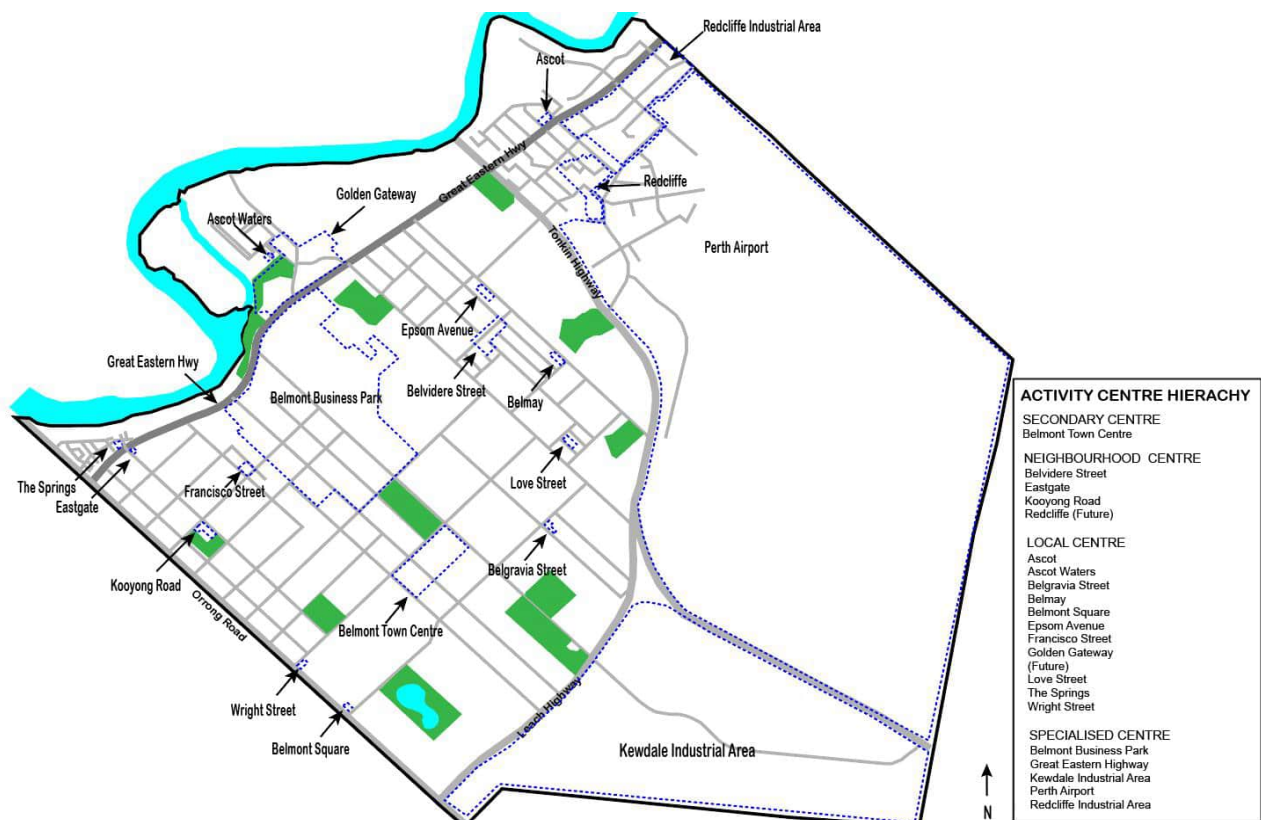 Redcliffe Industrial Area
Ascot
Great Eastern Hwy
Redcliffe
Golden Gateway
Ascot Waters
Tonkin Highway
Perth Airport
Epsom Avenue
Great Eastern Hwy
Belvidere Street
Belmay
Belmont Business Park
The Springs
Eastgate
Francisco Street
Love Street
Kooyong Road
Belgravia Street
Orrong Road
Belmont Town Centre
Wright Street
Leach Highway
Belmont Square
Kewdale Industrial Area
N
ACTIVITY CENTRE HIERACHY
SECONDARY CENTRE
Belmont Town Centre
NEIGHBOURHOOD CENTRE
Belvidere Street
Eastgate
Kooyong Road
Redcliffe (Future)
LOCAL CENTRE
Ascot
Ascot Waters
Belgravia Street
Belmay
Belmont Square
Epsom Avenue
Francisco Street
Golden Gateway
(Future)
Love Street
The Springs
Wright Street
SPECIALISED CENTRE
Belmont Business Park
Great Eastern Highway
Kewdale Industrial Area
Perth Airport
Redcliffe Industrial Area